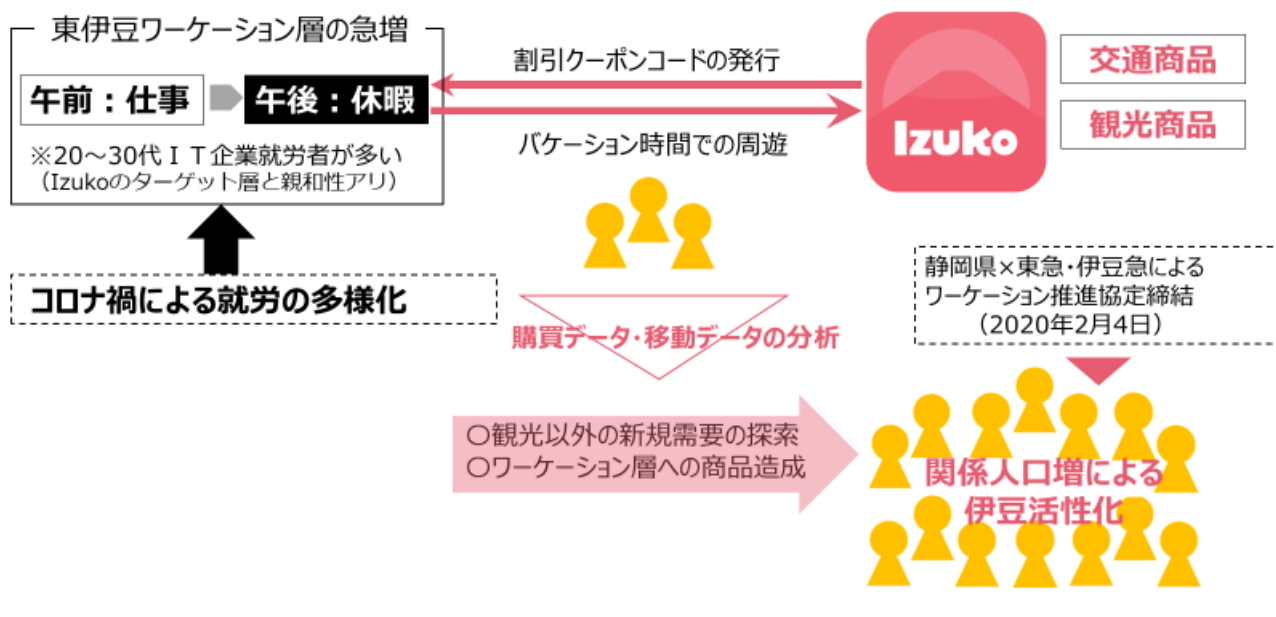 東伊豆ワーケーション層の急増
午前：仕事
午後：休暇
※20～30代ＩＴ企業就労者が多い
（Izukoのターゲット層と親和性アリ）
コロナ禍による就労の多様化
割引クーポンコードの発行
バケーション時間での周遊
Izuko
交通商品
観光商品
購買データ・移動データの分析
静岡県×東急・伊豆急による
ワーケーション推進協定締結
（2020年2月4日）
〇観光以外の新規需要の探索
〇ワーケーション層への商品造成
関係人口増による
伊豆活性化